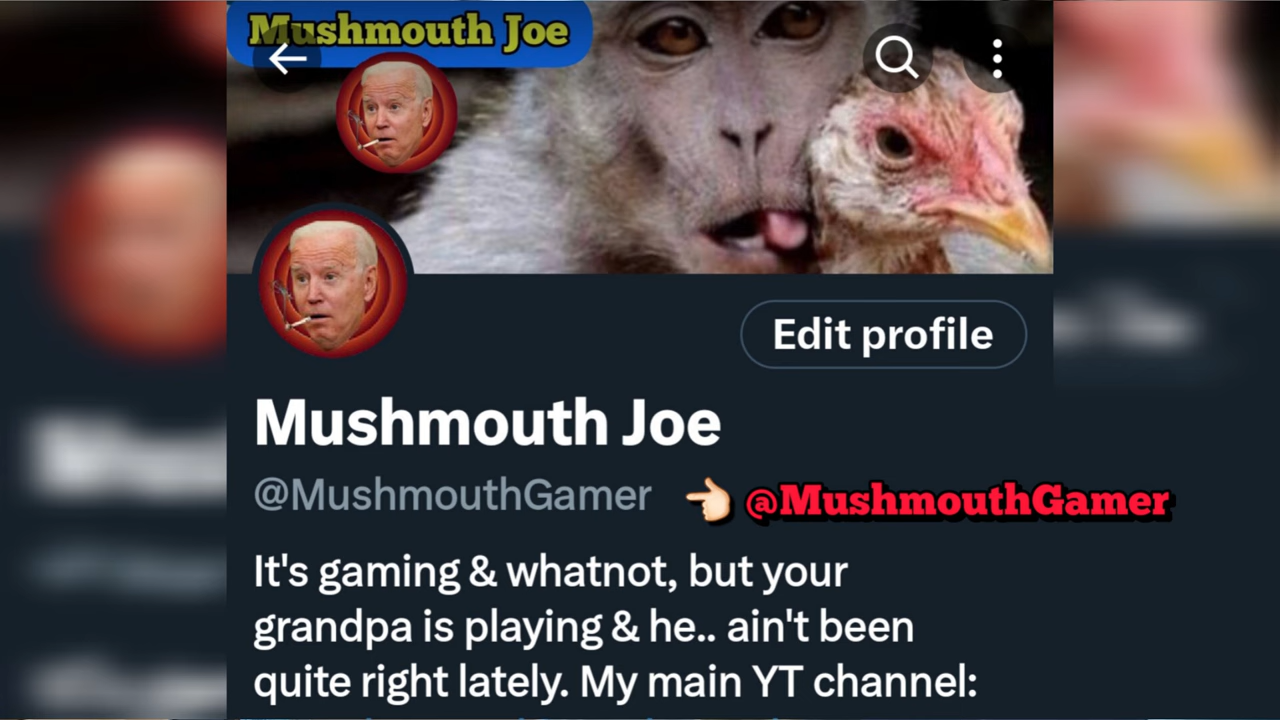 Mushmouth Joe
Edit profile
Mushmouth Joe
@MushmouthGamer
@MushmouthGamer
It's gaming & whatnot, but your
grandpa is playing & he.. ain't been
quite right lately. My main YT channel: